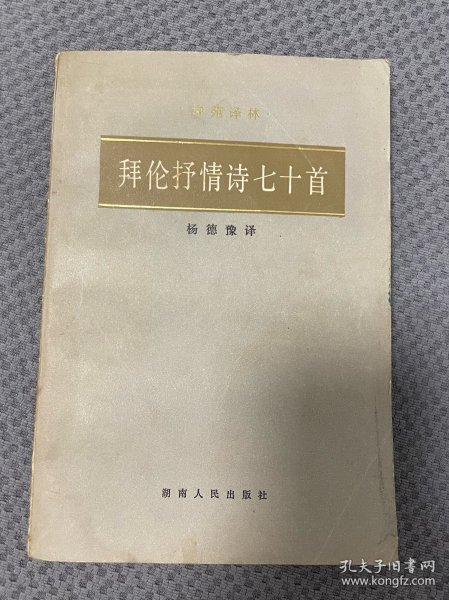 诗苑译林
拜伦抒情诗七十首
杨德豫译
湖南人民出版社
孔夫子旧书网
www.kongfz.com